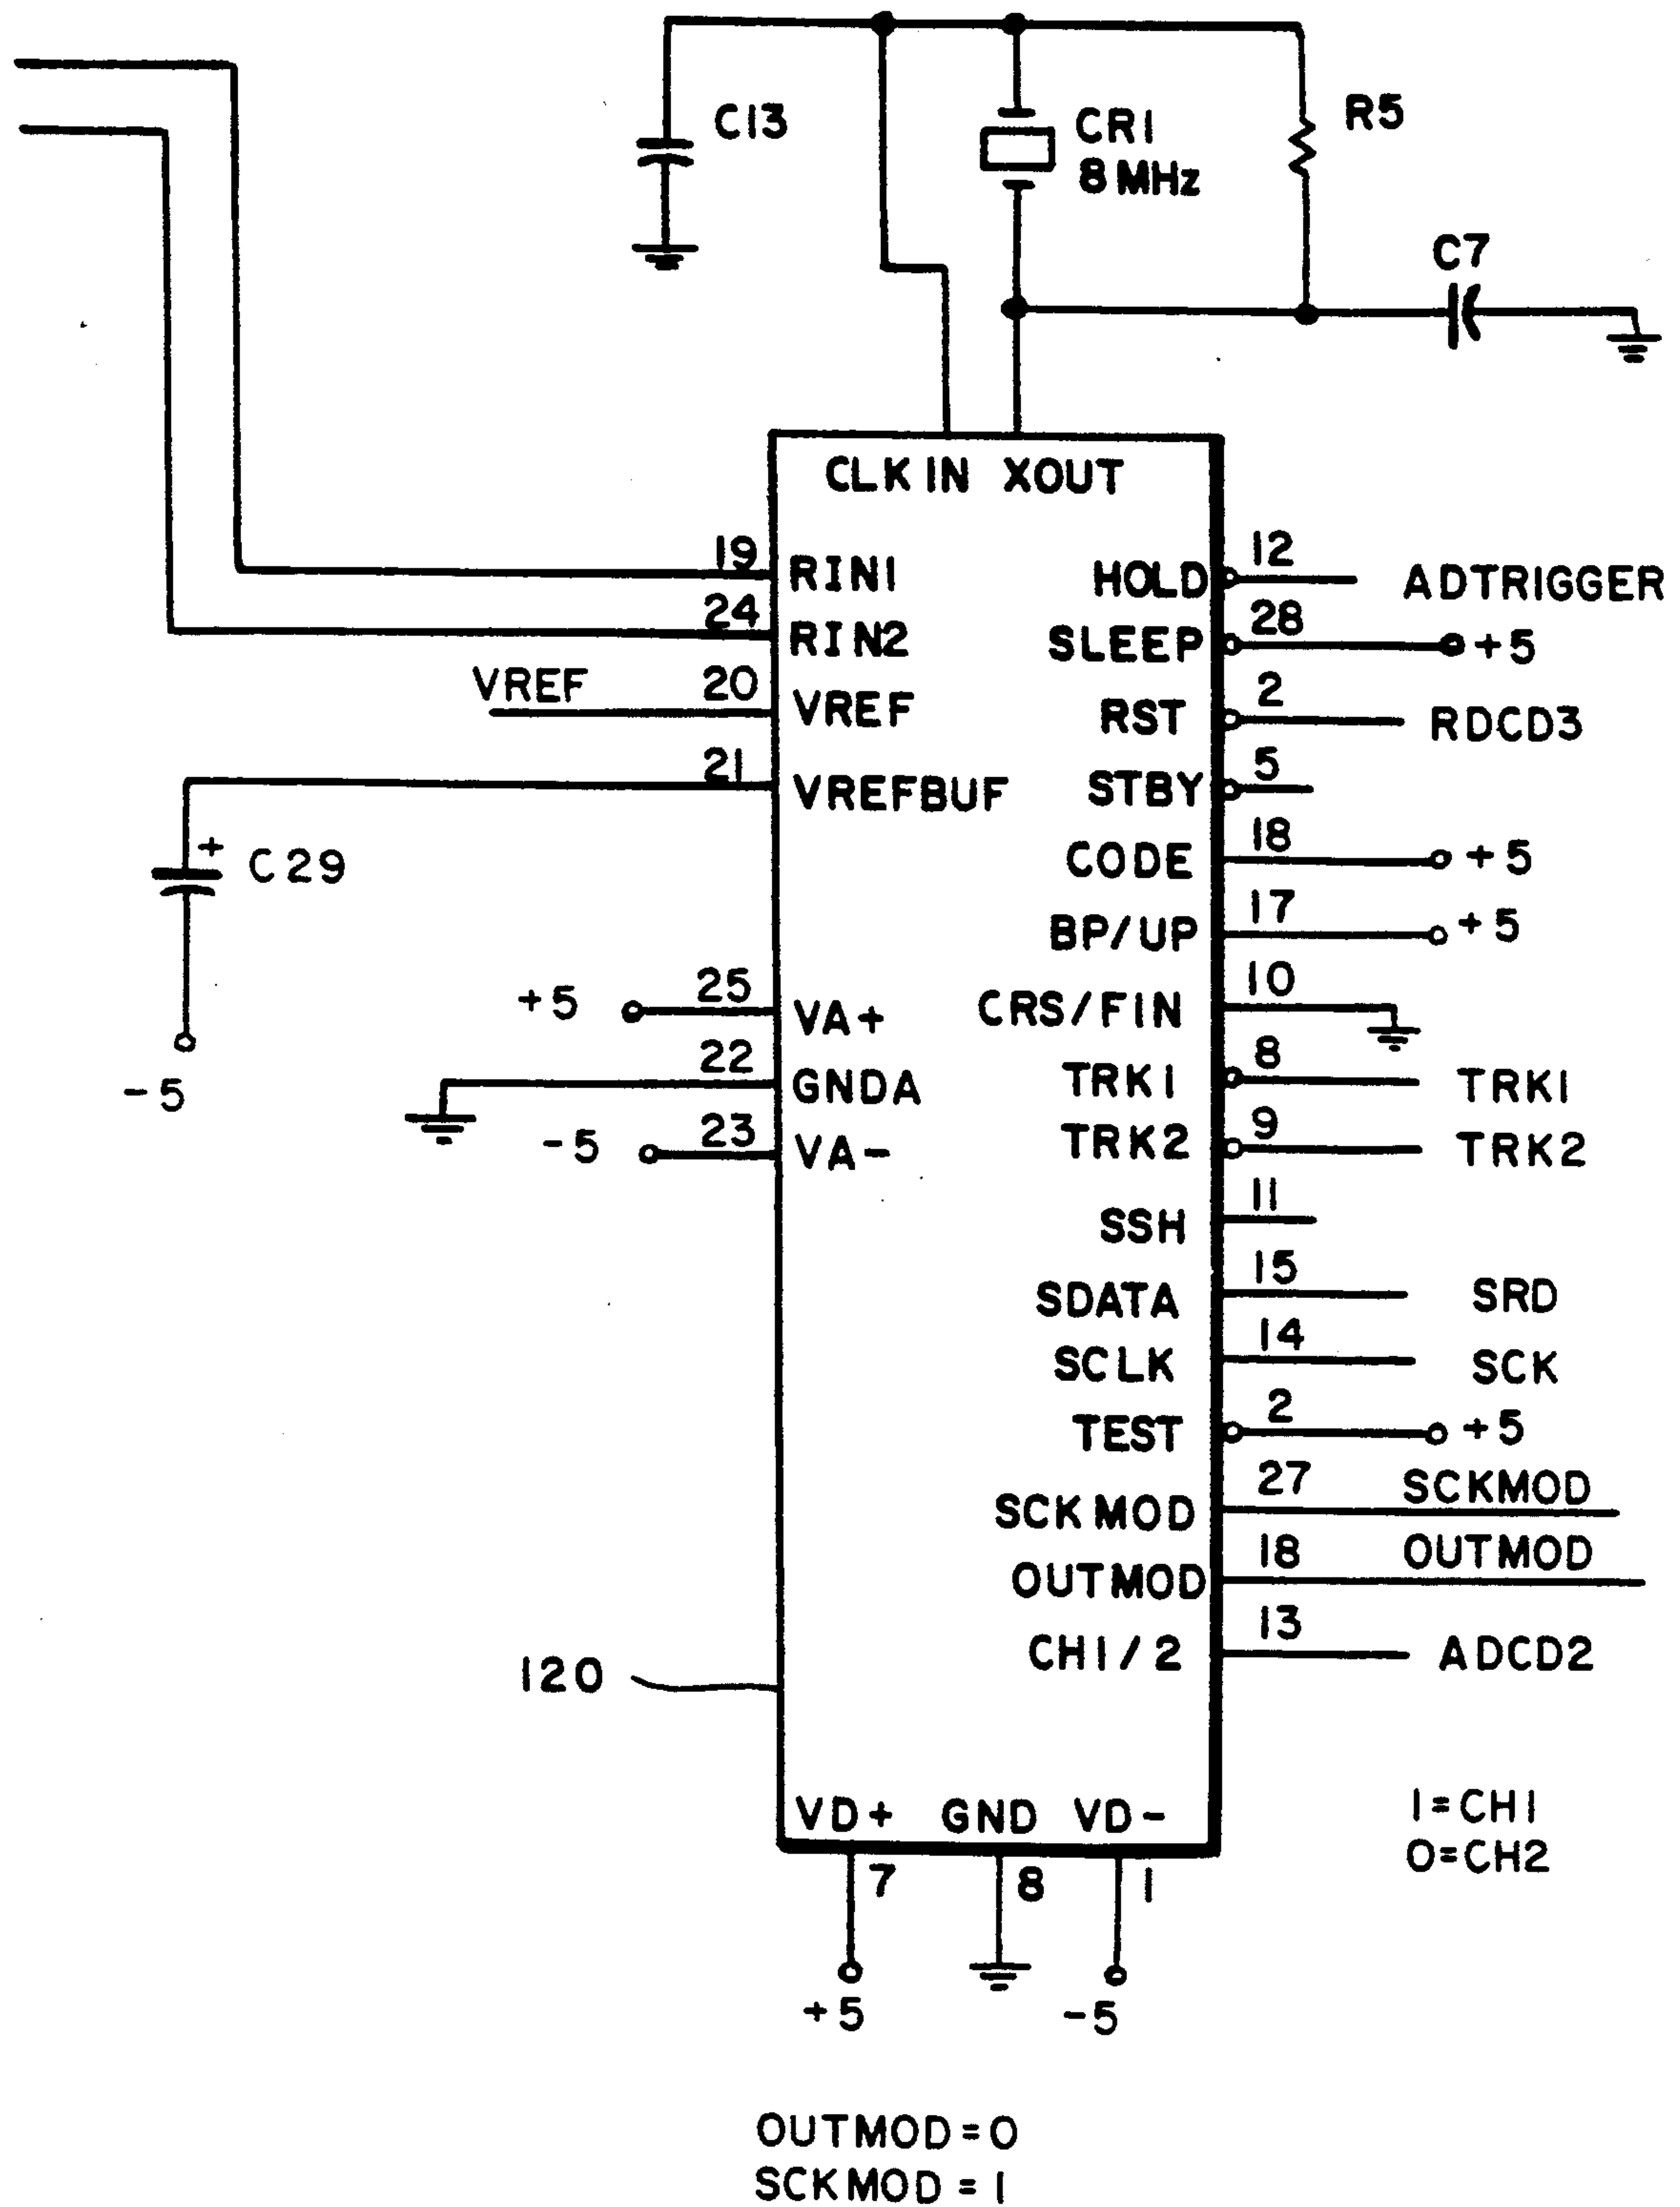 C13
CR1
8 MHz
R5
C7
CLKIN XOUT
19 RIN1
24 RIN2
VREF 20 VREF
21 VREFBUF
+ C29
-5
+5 25 VA+
22 GNDA
-5 23 VA-
HOLD 12 ADTRIGGER
SLEEP 28 +5
RST 2 RDCD3
STBY 5
CODE 18 +5
BP/UP 17 +5
CRS/FIN 10
TRK1 8 TRK1
TRK2 9 TRK2
SSH 11
SDATA 15 SRD
SCLK 14 SCK
TEST 2 +5
SCKMOD 27 SCKMOD
OUTMOD 18 OUTMOD
CH1/2 13 ADCD2
120
1=CH1
0=CH2
VD+ GND VD-
7 8 1
+5 -5
OUTMOD=0
SCKMOD=1